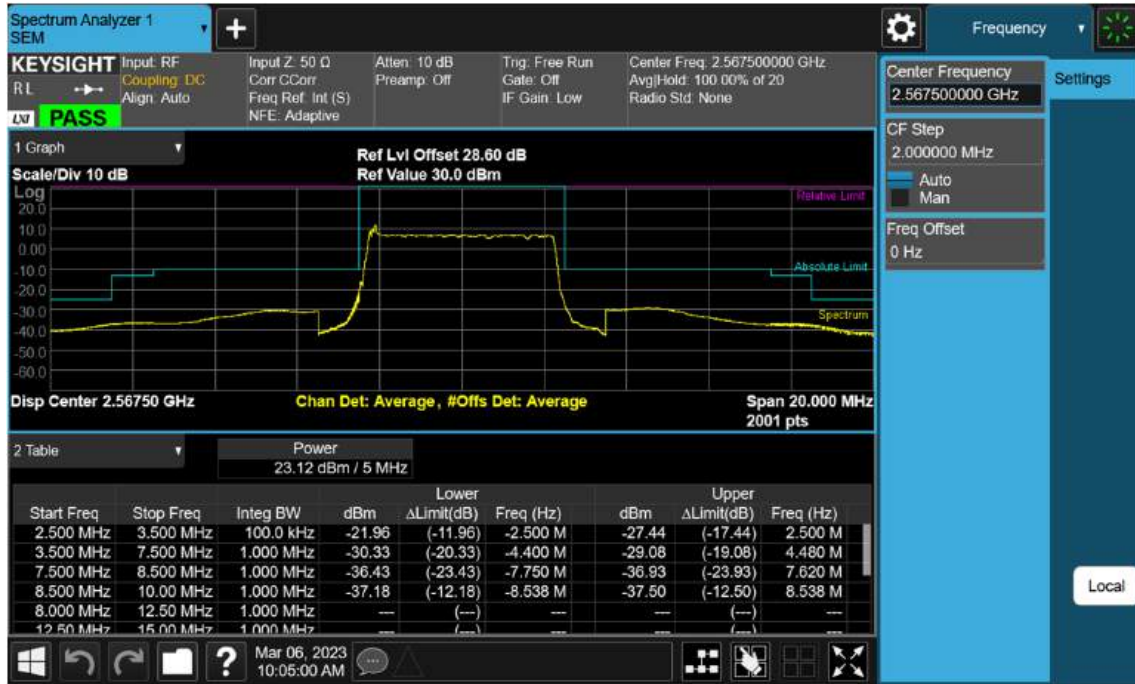 Spectrum Analyzer 1
SEM
Frequency
KEYSIGHT
R L
LXI
PASS
Input: RF
Coupling: DC
Align: Auto
Input Z: 50 Ω
Corr CCorr
Freq Ref: Int (S)
NFE: Adaptive
Atten: 10 dB
Preamp: Off
Trig: Free Run
Gate: Off
IF Gain: Low
Center Freq: 2.567500000 GHz
Avg|Hold: 100.00% of 20
Radio Std: None
Center Frequency
2.567500000 GHz
Settings
CF Step
2.000000 MHz
Auto
Man
Freq Offset
0 Hz
1 Graph
Ref Lvl Offset 28.60 dB
Scale/Div 10 dB
Ref Value 30.0 dBm
Log
Relative Limit
20.0
10.0
0.00
-10.0
Absolute Limit
-20.0
-30.0
Spectrum
-40.0
-50.0
-60.0
Disp Center 2.56750 GHz
Chan Det: Average, #Offs Det: Average
Span 20.000 MHz
2001 pts
2 Table
Power
23.12 dBm / 5 MHz
Lower Upper
Start Freq Stop Freq Integ BW dBm ΔLimit(dB) Freq (Hz) dBm ΔLimit(dB) Freq (Hz)
2.500 MHz 3.500 MHz 100.0 kHz -21.96 (-11.96) -2.500 M -27.44 (-17.44) 2.500 M
3.500 MHz 7.500 MHz 1.000 MHz -30.33 (-20.33) -4.400 M -29.08 (-19.08) 4.480 M
7.500 MHz 8.500 MHz 1.000 MHz -36.43 (-23.43) -7.750 M -36.93 (-23.93) 7.620 M
8.500 MHz 10.00 MHz 1.000 MHz -37.18 (-12.18) -8.538 M -37.50 (-12.50) 8.538 M
8.000 MHz 12.50 MHz 1.000 MHz --- (---) --- --- (---) ---
12.50 MHz 15.00 MHz 1.000 MHz --- (---) --- --- (---) ---
Local
?
Mar 06, 2023
10:05:00 AM